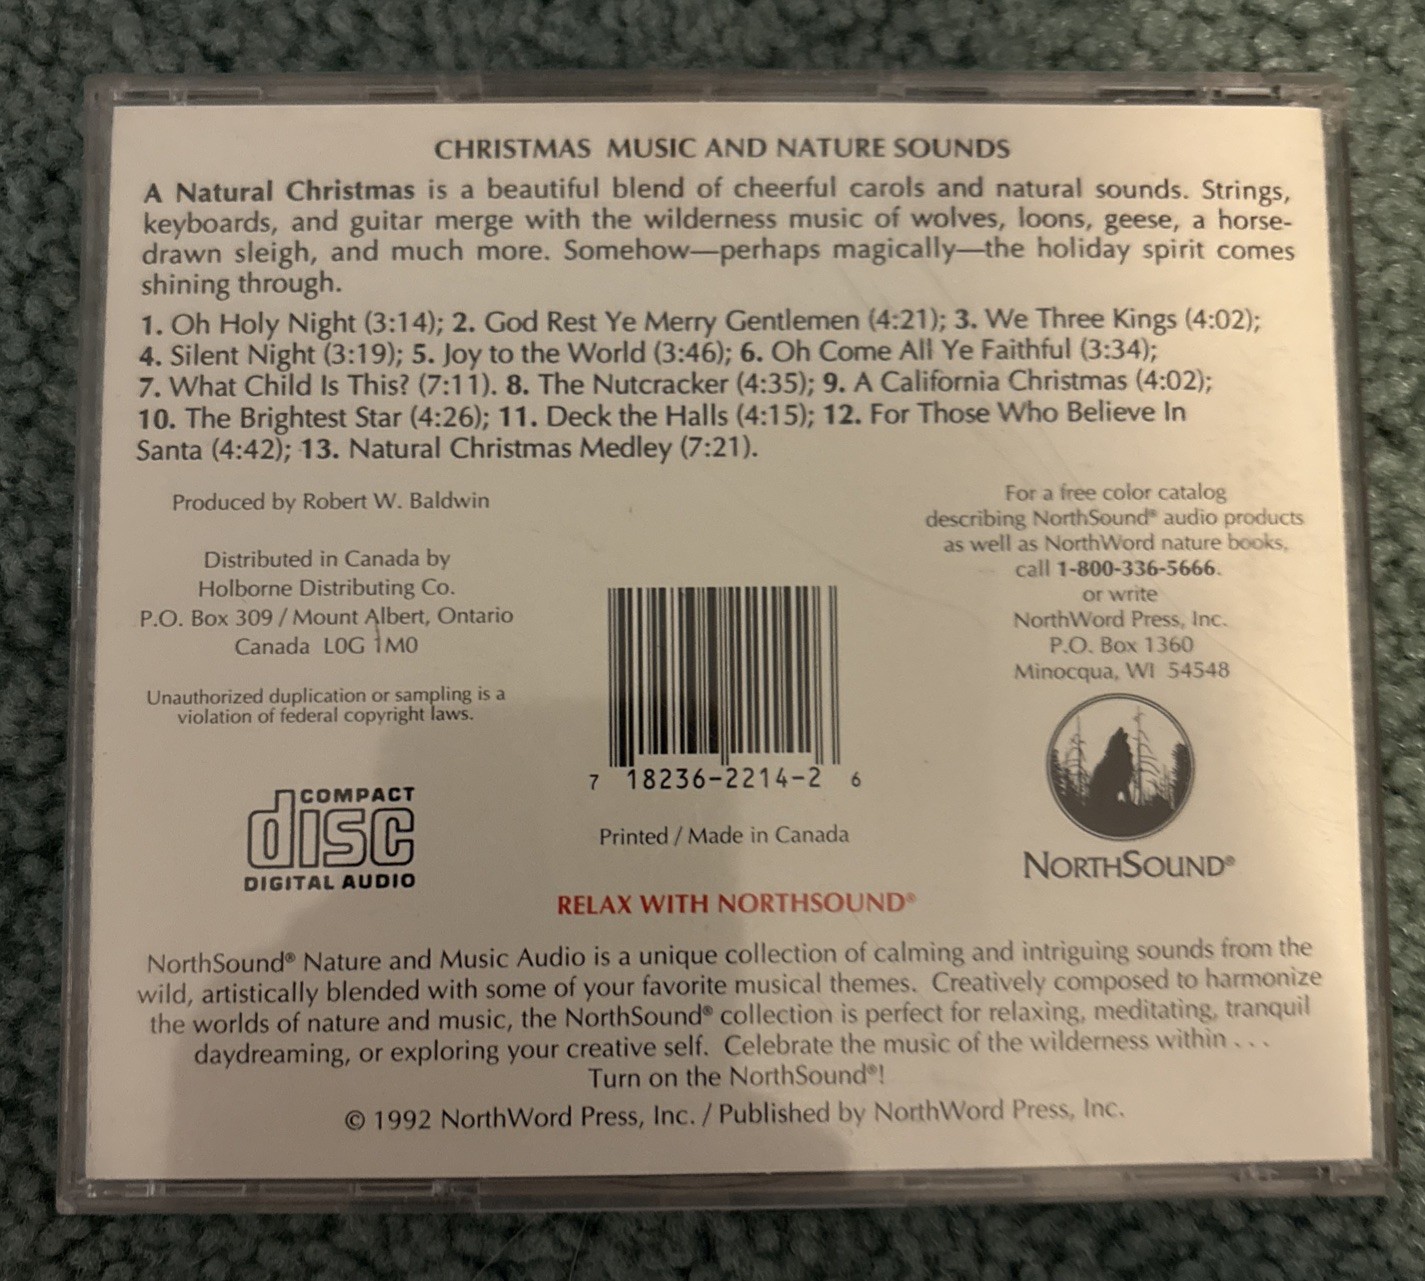 CHRISTMAS MUSIC AND NATURE SOUNDS
A Natural Christmas is a beautiful blend of cheerful carols and natural sounds. Strings,
keyboards, and guitar merge with the wilderness music of wolves, loons, geese, a horse-
drawn sleigh, and much more. Somehow—perhaps magically—the holiday spirit comes
shining through.
1. Oh Holy Night (3:14); 2. God Rest Ye Merry Gentlemen (4:21); 3. We Three Kings (4:02);
4. Silent Night (3:19); 5. Joy to the World (3:46); 6. Oh Come All Ye Faithful (3:34);
7. What Child Is This? (7:11). 8. The Nutcracker (4:35); 9. A California Christmas (4:02);
10. The Brightest Star (4:26); 11. Deck the Halls (4:15); 12. For Those Who Believe In
Santa (4:42); 13. Natural Christmas Medley (7:21).
Produced by Robert W. Baldwin
Distributed in Canada by
Holborne Distributing Co.
P.O. Box 309 / Mount Albert, Ontario
Canada L0G 1M0
Unauthorized duplication or sampling is a
violation of federal copyright laws.
COMPACT
disc
DIGITAL AUDIO
7 18236-2214-2 6
Printed / Made in Canada
For a free color catalog
describing NorthSound® audio products
as well as NorthWord nature books,
call 1-800-336-5666.
or write
NorthWord Press, Inc.
P.O. Box 1360
Minocqua, WI 54548
NORTHSOUND®
RELAX WITH NORTHSOUND®
NorthSound® Nature and Music Audio is a unique collection of calming and intriguing sounds from the
wild, artistically blended with some of your favorite musical themes. Creatively composed to harmonize
the worlds of nature and music, the NorthSound® collection is perfect for relaxing, meditating, tranquil
daydreaming, or exploring your creative self. Celebrate the music of the wilderness within . . .
Turn on the NorthSound®!
© 1992 NorthWord Press, Inc. / Published by NorthWord Press, Inc.